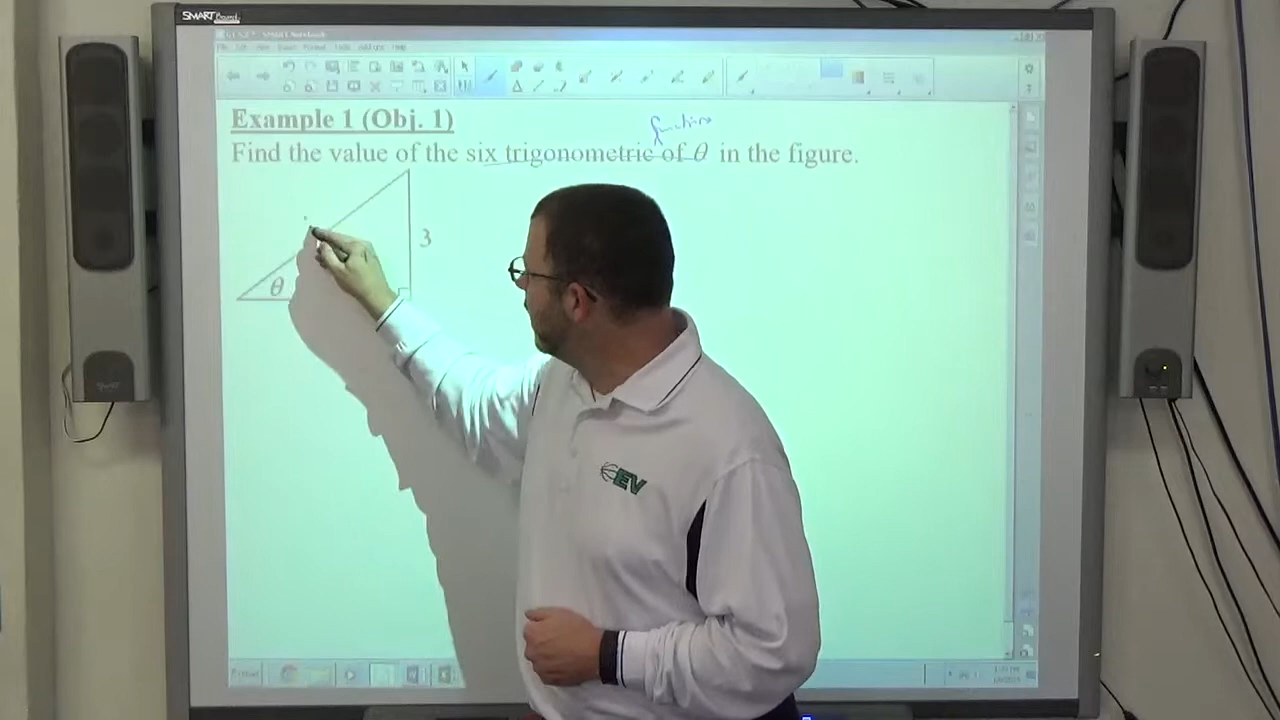 SMART Board
Example 1 (Obj. 1)
functions
Find the value of the six trigonometric of θ in the figure.
3
θ
EV
SMART